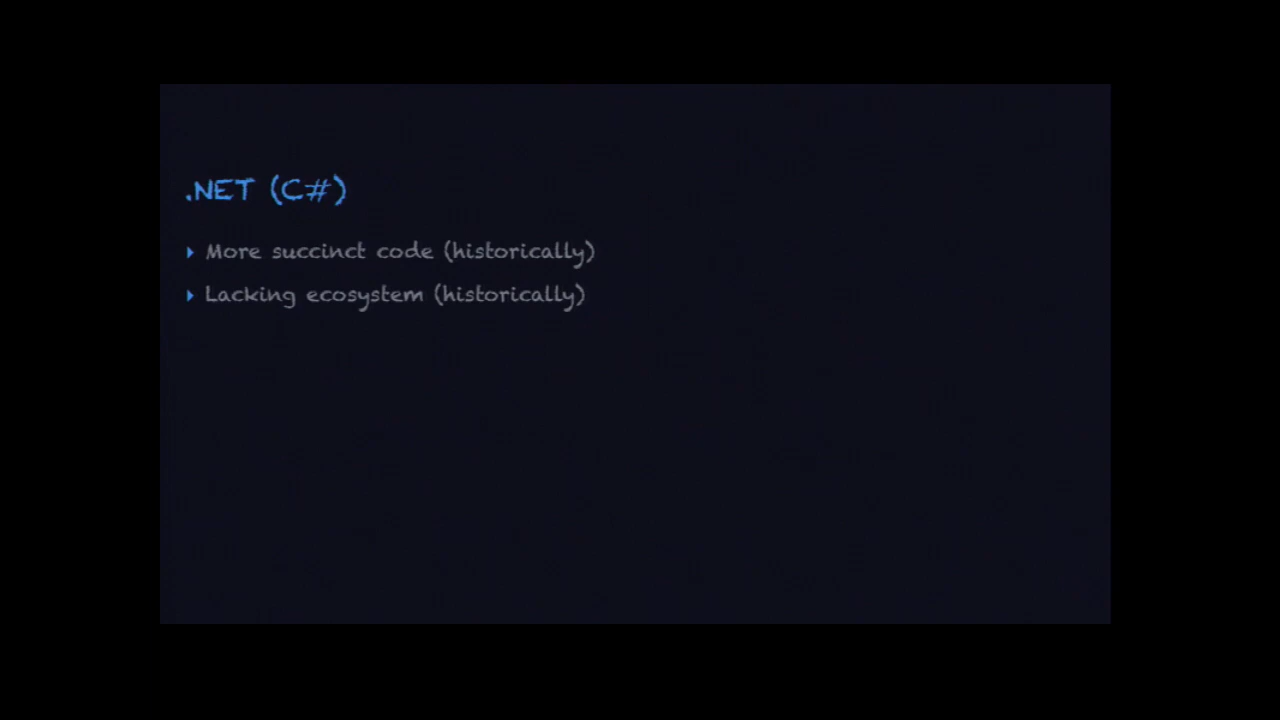 .NET (C#)
More succinct code (historically)
Lacking ecosystem (historically)